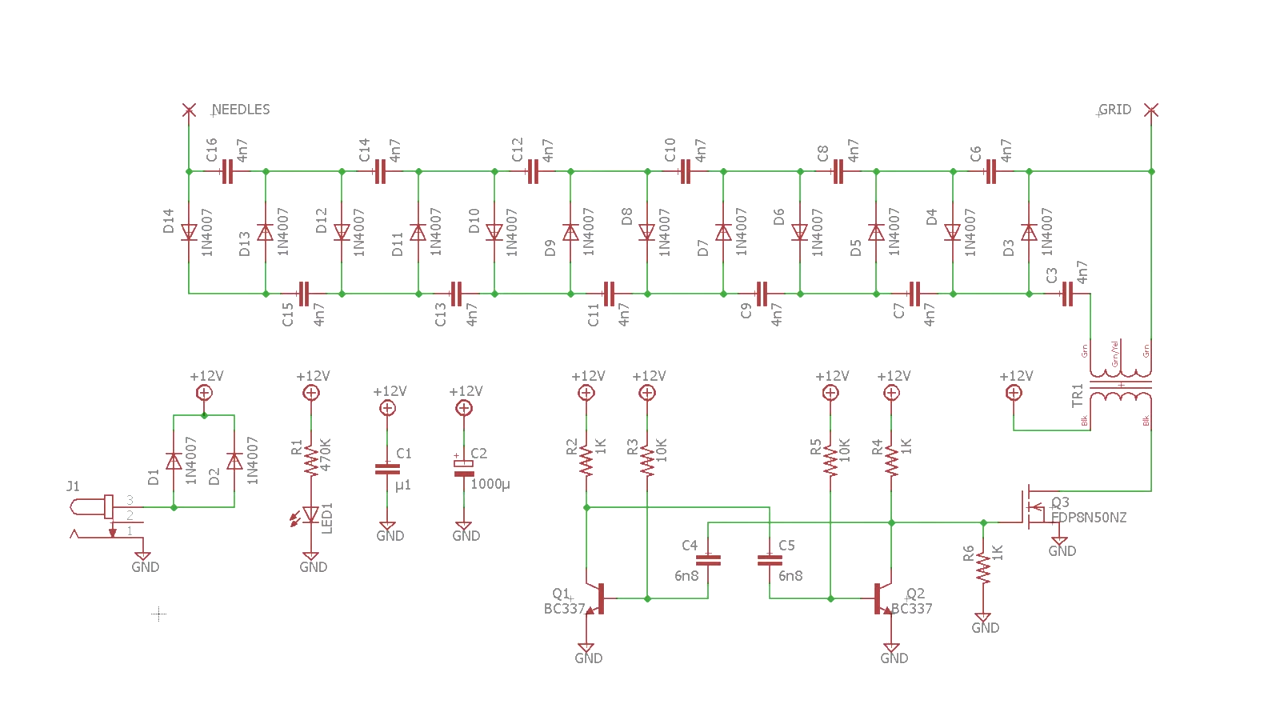 NEEDLES
GRID
C16
4n7
C14
4n7
C12
4n7
C10
4n7
C8
4n7
C6
4n7
D14
1N4007
D13
1N4007
D12
1N4007
D11
1N4007
D10
1N4007
D9
1N4007
D8
1N4007
D7
1N4007
D6
1N4007
D5
1N4007
D4
1N4007
D3
1N4007
C15
4n7
C13
4n7
C11
4n7
C9
4n7
C7
4n7
C3
4n7
Grn
Grn/Yel
Grn
TR1
Blk
Blk
+12V
+12V
+12V
+12V
+12V
+12V
+12V
+12V
+12V
D1
1N4007
D2
1N4007
R1
470K
C1
µ1
C2
1000µ
R2
1K
R3
10K
R5
10K
R4
1K
J1
3
2
1
GND
LED1
GND
GND
GND
C4
6n8
C5
6n8
Q3
FDP8N50NZ
GND
R6
1K
GND
Q1
BC337
GND
Q2
BC337
GND